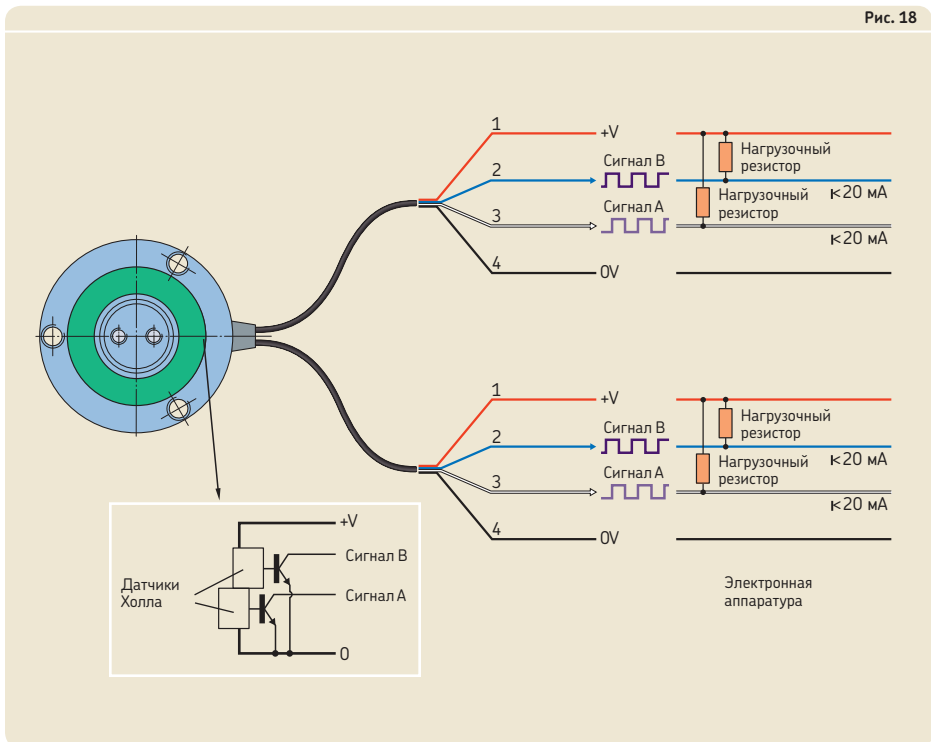 Рис. 18
1
+V
Сигнал B
Нагрузочный
резистор
2
I<20 мА
Сигнал A
Нагрузочный
резистор
3
I<20 мА
4
0V
1
+V
Сигнал B
Нагрузочный
резистор
2
I<20 мА
Сигнал A
Нагрузочный
резистор
3
I<20 мА
4
0V
Электронная
аппаратура
+V
Сигнал B
Датчики
Холла
Сигнал A
0